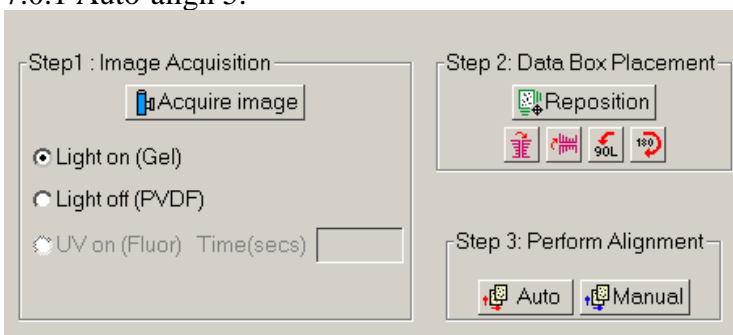 7.0.1 Auto-align 3:
Step1 : Image Acquisition
Acquire image
Light on (Gel)
Light off (PVDF)
UV on (Fluor) Time(secs)
Step 2: Data Box Placement
Reposition
90L 180
Step 3: Perform Alignment
Auto Manual